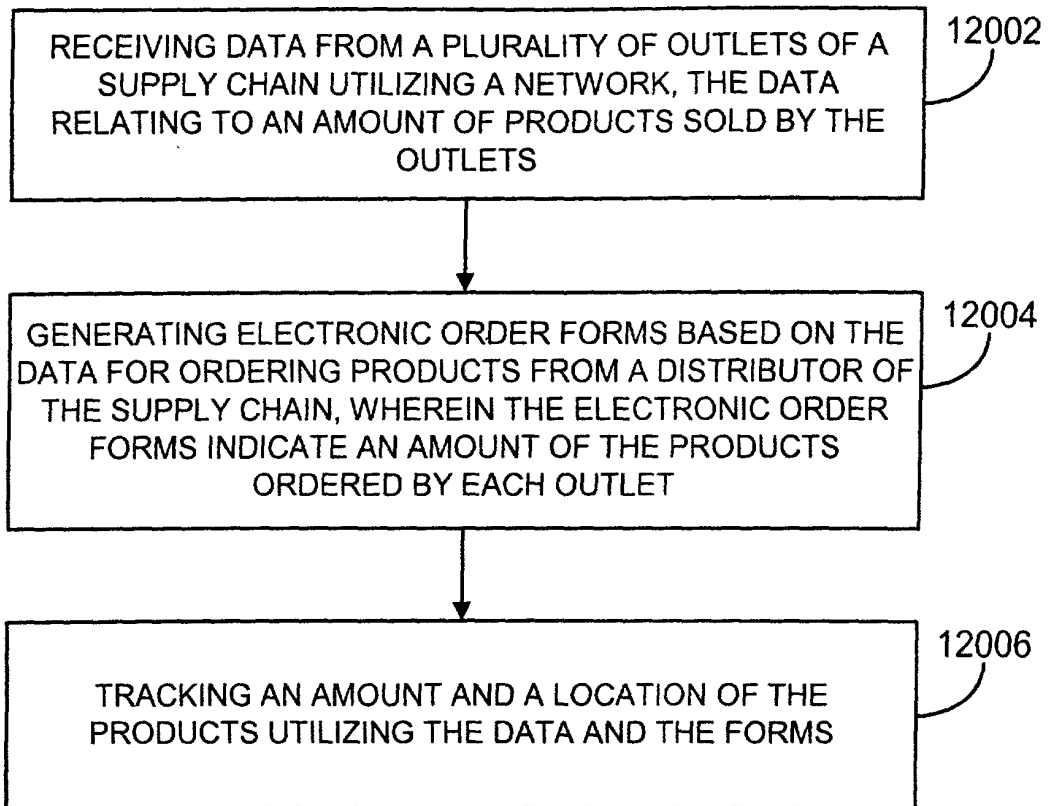 RECEIVING DATA FROM A PLURALITY OF OUTLETS OF A
SUPPLY CHAIN UTILIZING A NETWORK, THE DATA
RELATING TO AN AMOUNT OF PRODUCTS SOLD BY THE
OUTLETS
12002
GENERATING ELECTRONIC ORDER FORMS BASED ON THE
DATA FOR ORDERING PRODUCTS FROM A DISTRIBUTOR OF
THE SUPPLY CHAIN, WHEREIN THE ELECTRONIC ORDER
FORMS INDICATE AN AMOUNT OF THE PRODUCTS
ORDERED BY EACH OUTLET
12004
TRACKING AN AMOUNT AND A LOCATION OF THE
PRODUCTS UTILIZING THE DATA AND THE FORMS
12006